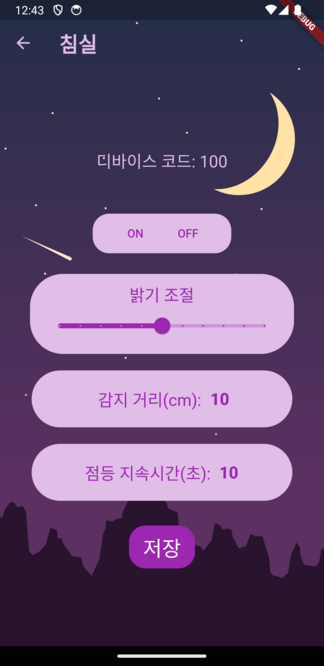 12:43
DEBUG
침실
디바이스 코드: 100
ON OFF
밝기 조절
감지 거리(cm): 10
점등 지속시간(초): 10
저장